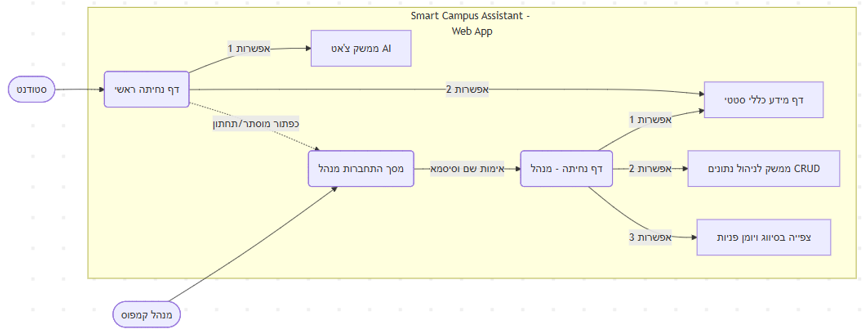 Smart Campus Assistant -
Web App
אפשרות 1
ממשק צ'אט AI
סטודנט
דף נחיתה ראשי
אפשרות 2
דף מידע כללי סטטי
כפתור מוסתר/תחתון
אפשרות 1
מסך התחברות מנהל
אימות שם וסיסמא
דף נחיתה - מנהל
אפשרות 2
ממשק לניהול נתונים CRUD
אפשרות 3
צפייה בסיווג ויומן פניות
מנהל קמפוס